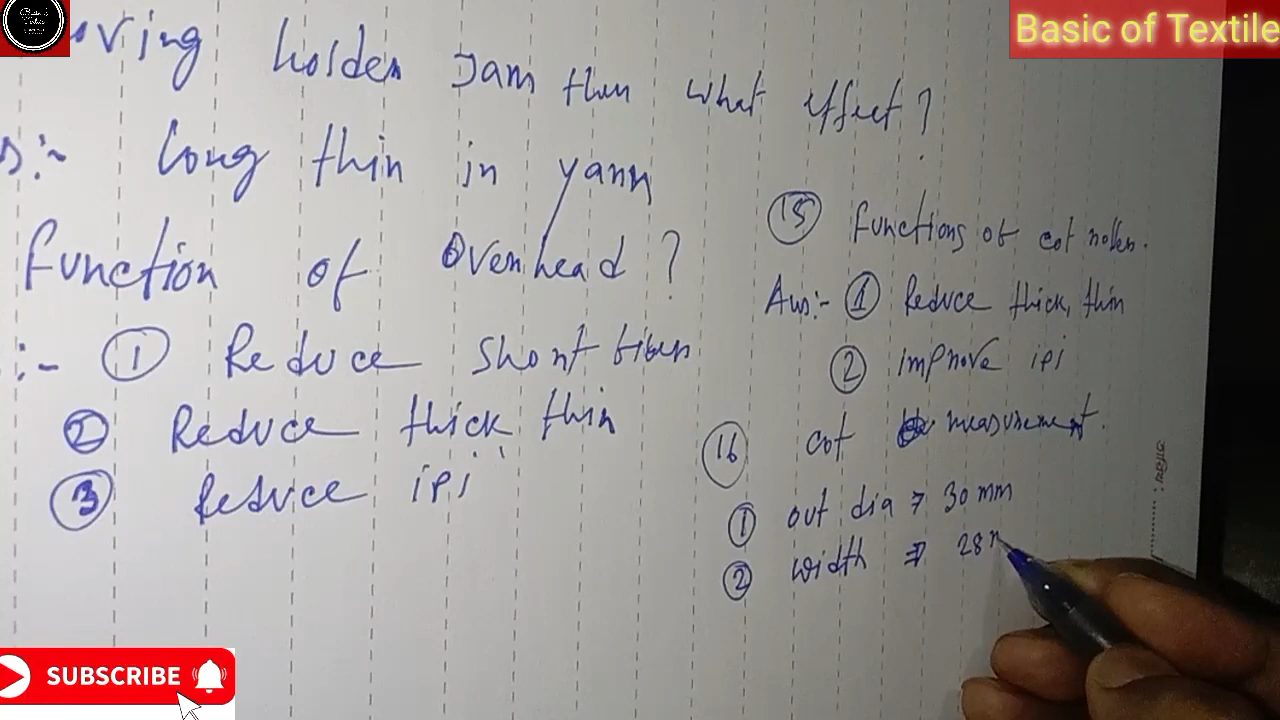 Basic of Textile
oving holder Jam then what effect?
s:- Long thin in yarn
Function of Overhead ?
:- 1 Reduce short fibers
2 Reduce thick thin
3 Reduce ipi
15 Functions of cot roller.
Aus:- 1 Reduce thick, thin
2 improve ipi
16 cot measurement.
1 out dia → 30 mm
2 width ⇒ 28
SUBSCRIBE